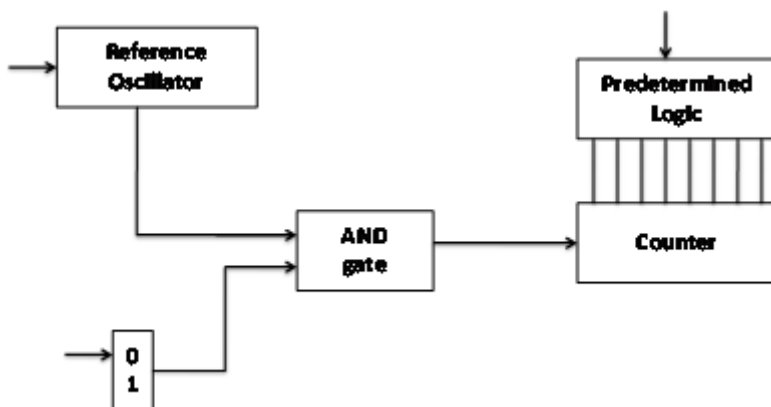 Reference
Oscillator
Predetermined
Logic
AND
gate
Counter
0
1